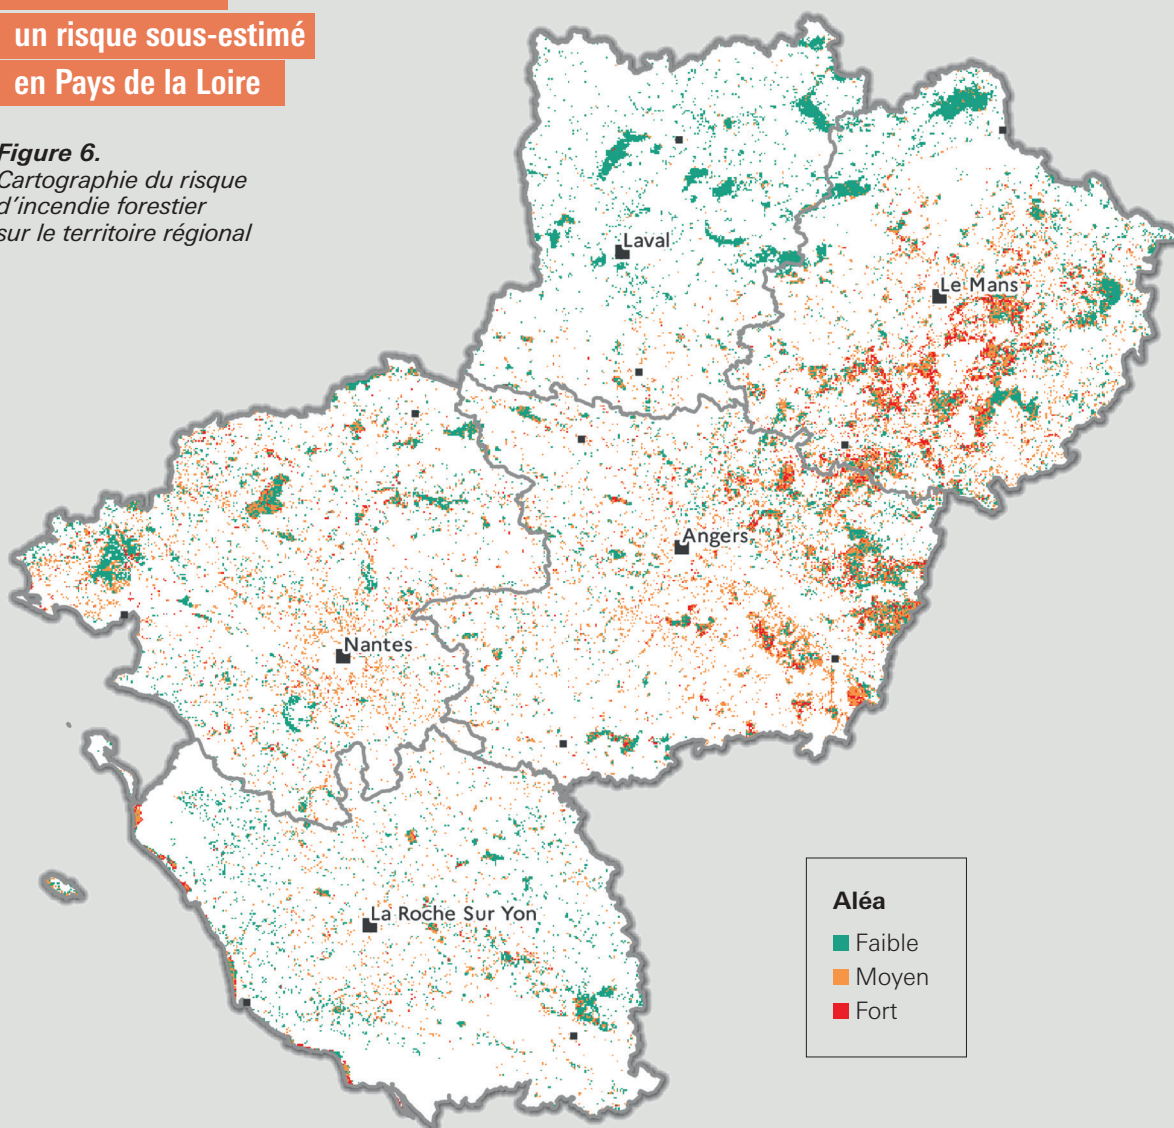 un risque sous-estimé
en Pays de la Loire
Figure 6.
Cartographie du risque
d'incendie forestier
sur le territoire régional
Laval
Le Mans
Angers
Nantes
La Roche Sur Yon
Aléa
Faible
Moyen
Fort